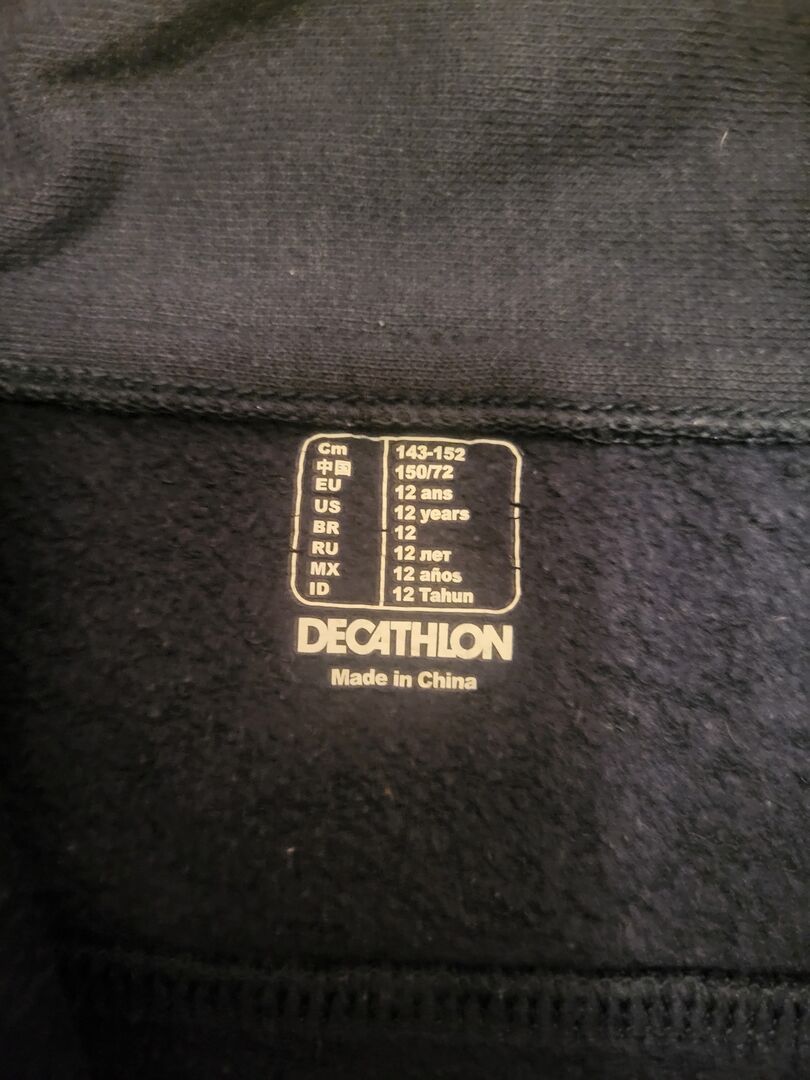 Cm 143-152
中国 150/72
EU 12 ans
US 12 years
BR 12
RU 12 лет
MX 12 años
ID 12 Tahun
DECATHLON
Made in China